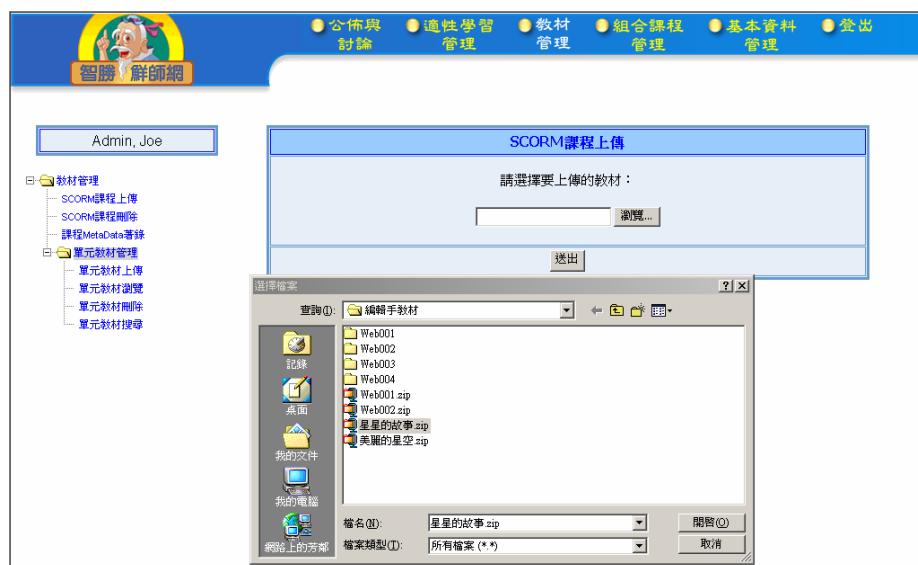 公佈與討論
適性學習管理
教材管理
組合課程管理
基本資料管理
登出
智勝 鮮師網
Admin, Joe
教材管理
SCORM課程上傳
SCORM課程刪除
課程MetaData著錄
單元教材管理
單元教材上傳
單元教材瀏覽
單元教材刪除
單元教材搜尋
SCORM課程上傳
請選擇要上傳的教材：
瀏覽...
送出
選擇檔案
查詢(I):
編輯手教材
Web001
Web002
Web003
Web004
Web001.zip
Web002.zip
星星的故事.zip
美麗的星空.zip
記錄
桌面
我的文件
我的電腦
網路上的芳鄰
檔名(N):
星星的故事.zip
開啟(O)
檔案類型(T):
所有檔案 (*.*)
取消